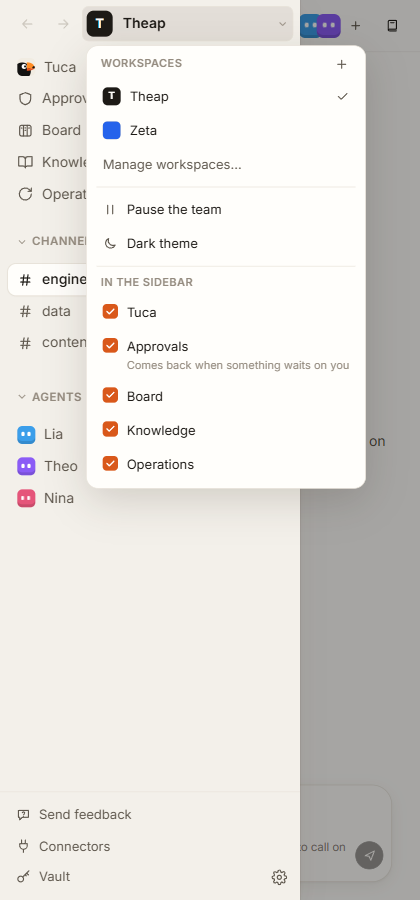 T Theap
WORKSPACES
T Theap
Zeta
Manage workspaces...
Pause the team
Dark theme
IN THE SIDEBAR
Tuca
Approvals
Comes back when something waits on you
Board
Knowledge
Operations
Tuca
Approv
Board
Knowle
Operat
CHANNE
# engine
# data
# conten
AGENTS
Lia
Theo
Nina
on
to call on
Send feedback
Connectors
Vault